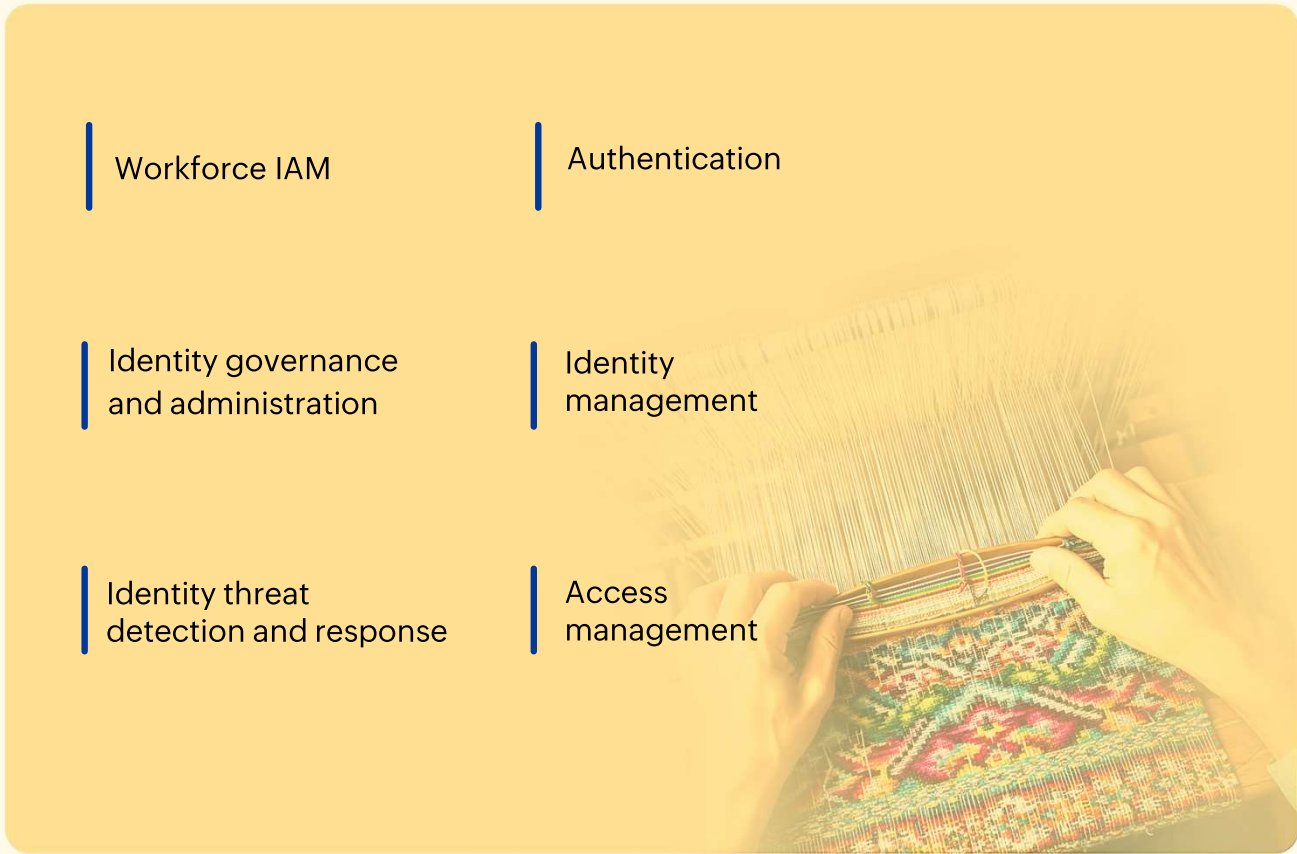 Workforce IAM
Authentication
Identity governance
and administration
Identity
management
Identity threat
detection and response
Access
management